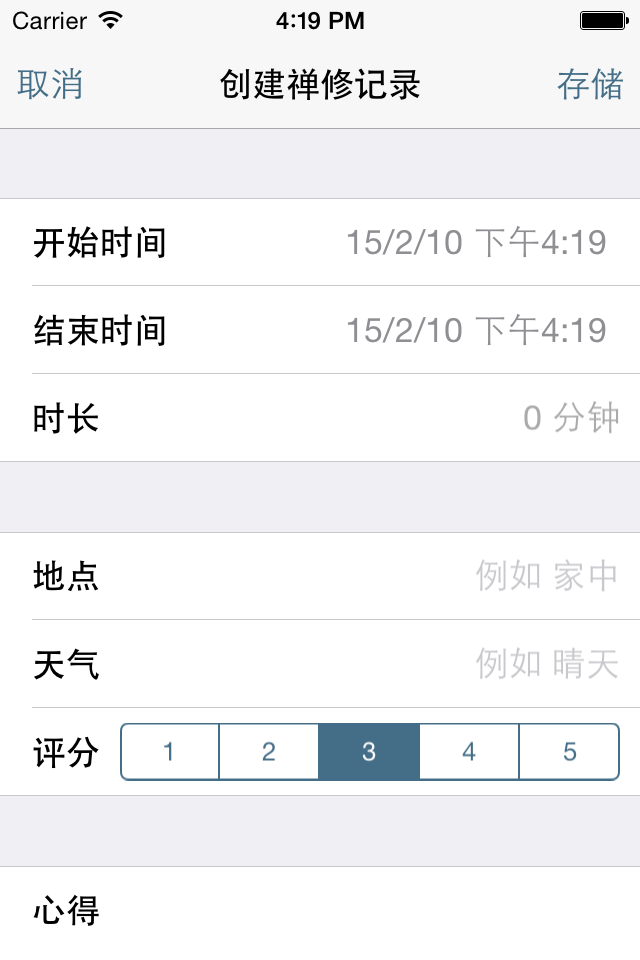 Carrier 4:19 PM
取消 创建禅修记录 存储
开始时间 15/2/10 下午4:19
结束时间 15/2/10 下午4:19
时长 0 分钟
地点 例如 家中
天气 例如 晴天
评分 1 2 3 4 5
心得